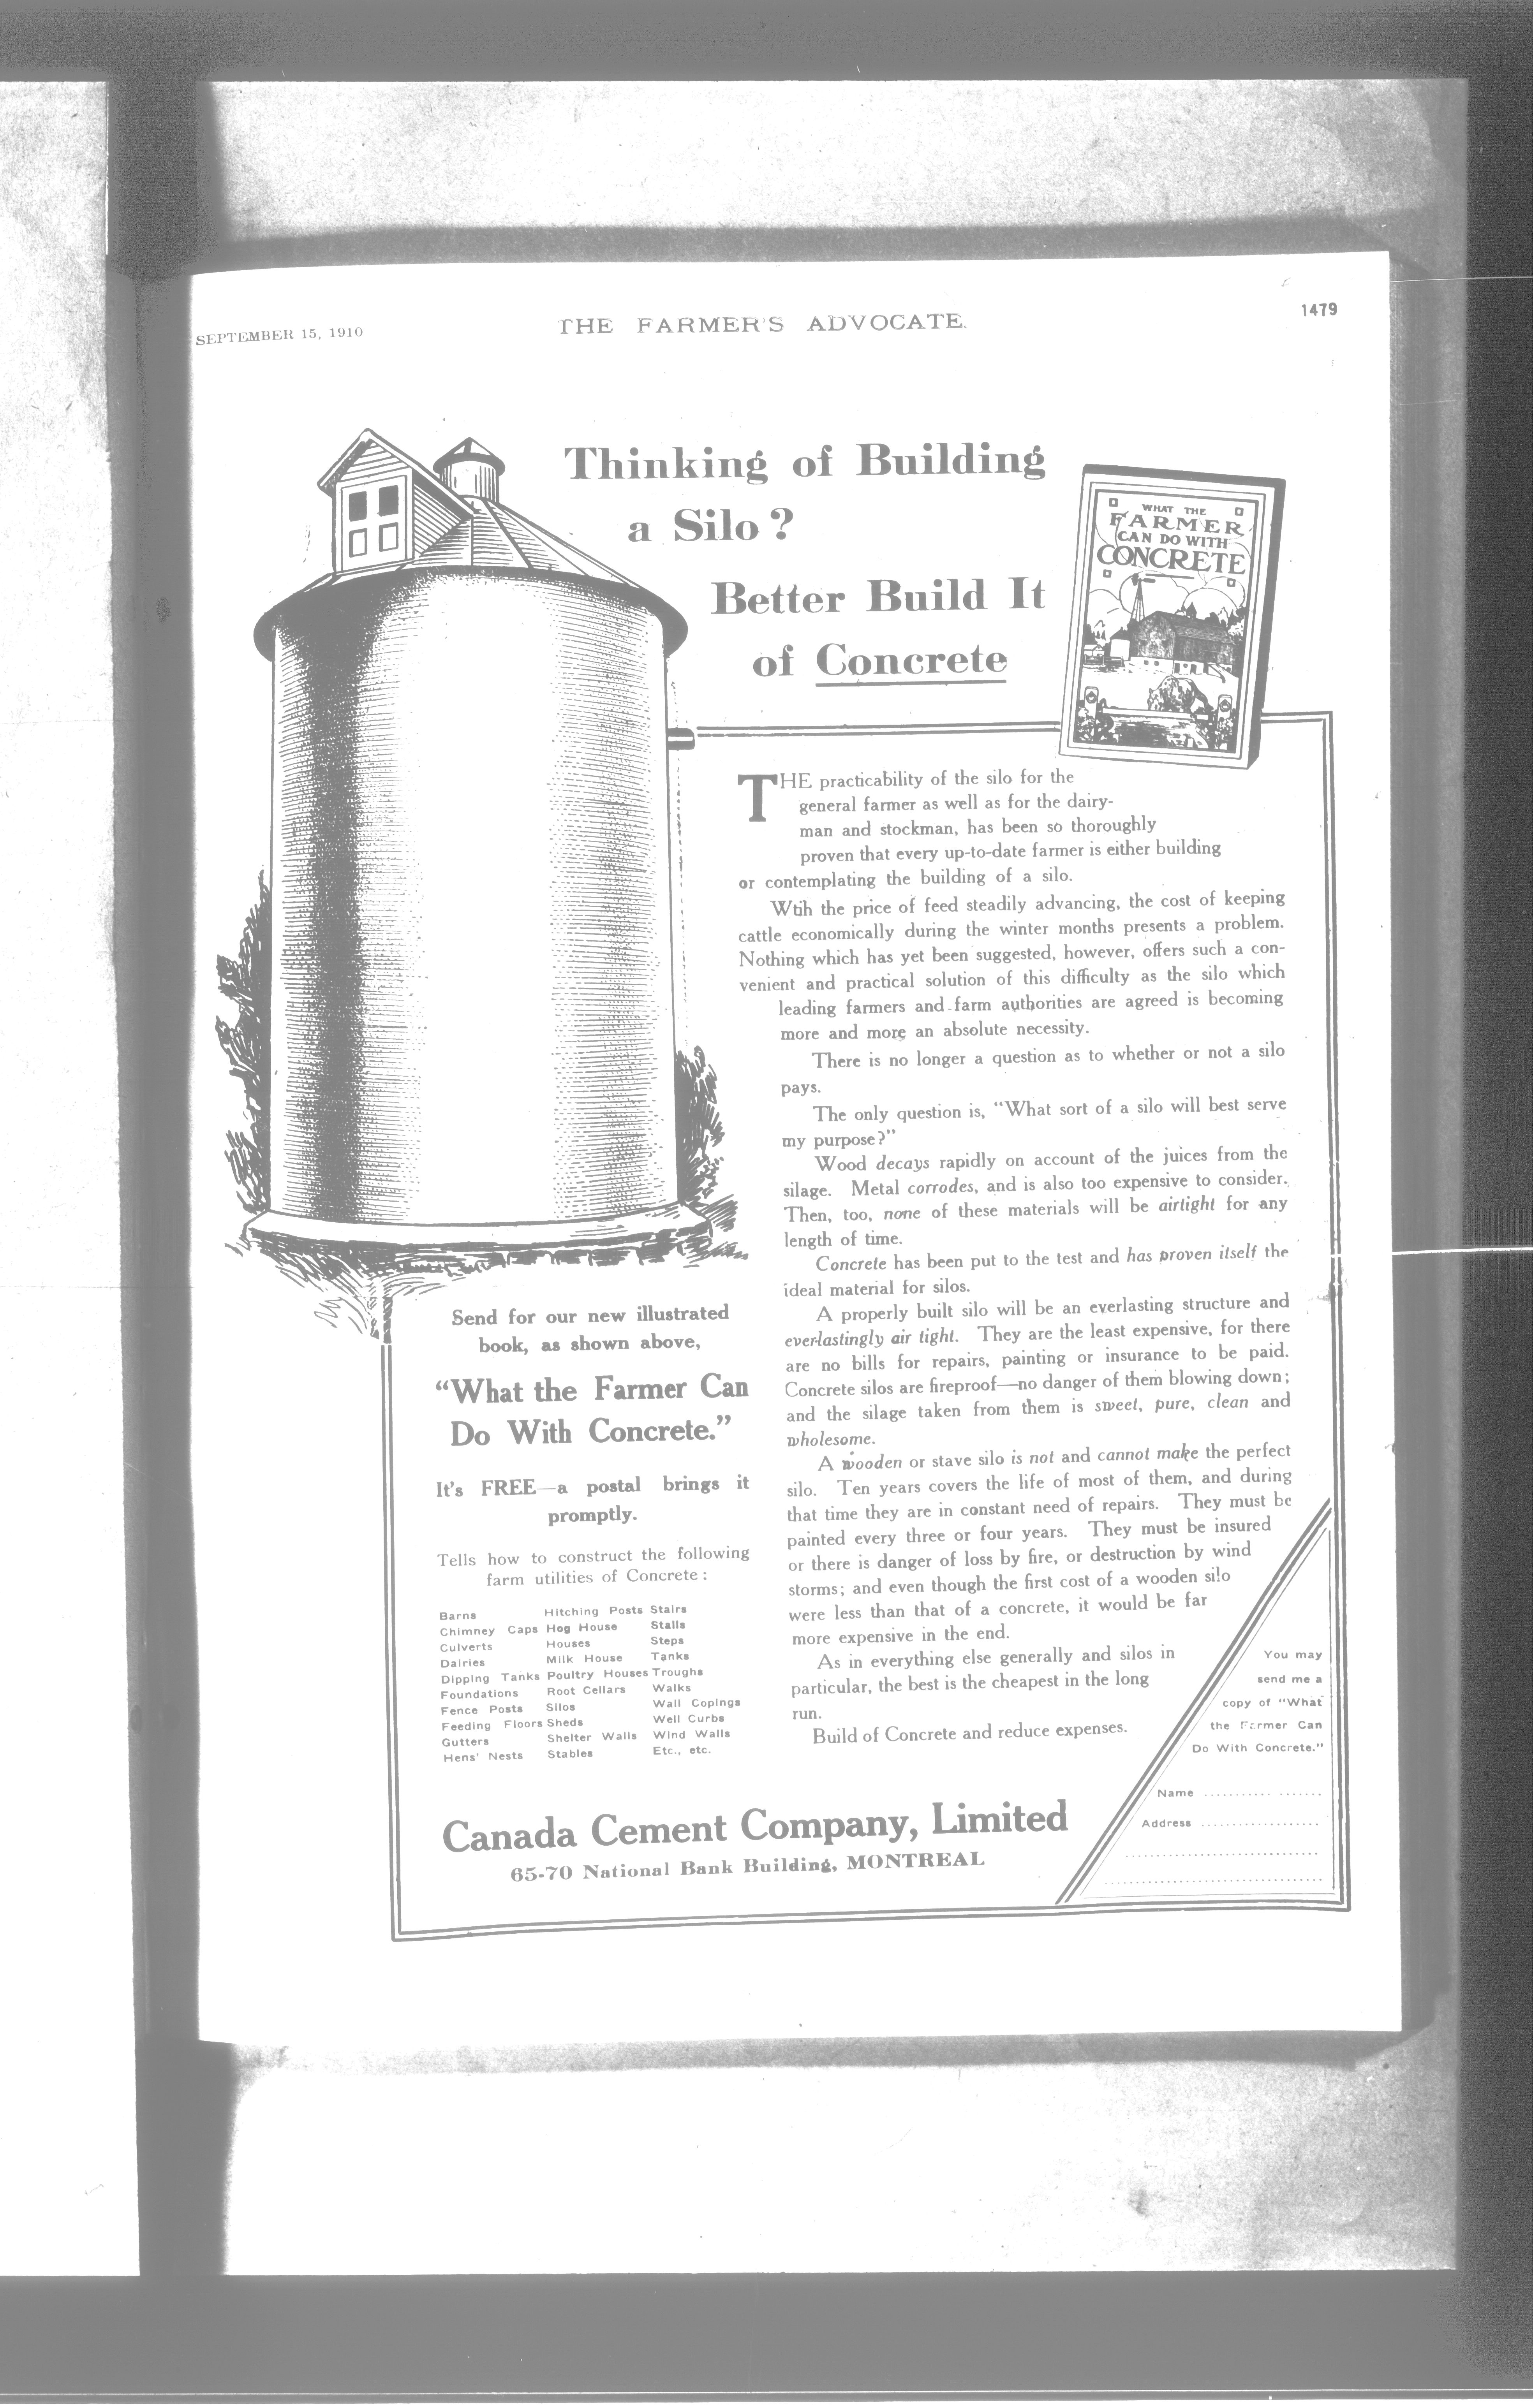 SEPTEMBER 15, 1910
THE FARMER'S ADVOCATE.
1479
Thinking of Building
a Silo?
Better Build It
of Concrete
WHAT THE
FARMER
CAN DO WITH
CONCRETE
THE practicability of the silo for the
general farmer as well as for the dairy-
man and stockman, has been so thoroughly
proven that every up-to-date farmer is either building
or contemplating the building of a silo.
Wtih the price of feed steadily advancing, the cost of keeping
cattle economically during the winter months presents a problem.
Nothing which has yet been suggested, however, offers such a con-
venient and practical solution of this difficulty as the silo which
leading farmers and farm authorities are agreed is becoming
more and more an absolute necessity.
There is no longer a question as to whether or not a silo
pays.
The only question is, "What sort of a silo will best serve
my purpose?"
Wood decays rapidly on account of the juices from the
silage. Metal corrodes, and is also too expensive to consider.
Then, too, none of these materials will be airtight for any
length of time.
Concrete has been put to the test and has proven itself the
ideal material for silos.
A properly built silo will be an everlasting structure and
everlastingly air tight. They are the least expensive, for there
are no bills for repairs, painting or insurance to be paid.
Concrete silos are fireproof—no danger of them blowing down;
and the silage taken from them is sweet, pure, clean and
wholesome.
A wooden or stave silo is not and cannot make the perfect
silo. Ten years covers the life of most of them, and during
that time they are in constant need of repairs. They must be
painted every three or four years. They must be insured
or there is danger of loss by fire, or destruction by wind
storms; and even though the first cost of a wooden silo
were less than that of a concrete, it would be far
more expensive in the end.
As in everything else generally and silos in
particular, the best is the cheapest in the long
run.
Build of Concrete and reduce expenses.
Send for our new illustrated
book, as shown above,
"What the Farmer Can
Do With Concrete."
It's FREE—a postal brings it
promptly.
Tells how to construct the following
farm utilities of Concrete:
Barns Hitching Posts Stairs
Chimney Caps Hog House Stalls
Culverts Houses Steps
Dairies Milk House Tanks
Dipping Tanks Poultry Houses Troughs
Foundations Root Cellars Walks
Fence Posts Silos Wall Copings
Feeding Floors Sheds Well Curbs
Gutters Shelter Walls Wind Walls
Hens' Nests Stables Etc., etc.
Canada Cement Company, Limited
65-70 National Bank Building, MONTREAL
You may
send me a
copy of "What
the Farmer Can
Do With Concrete."
Name
Address